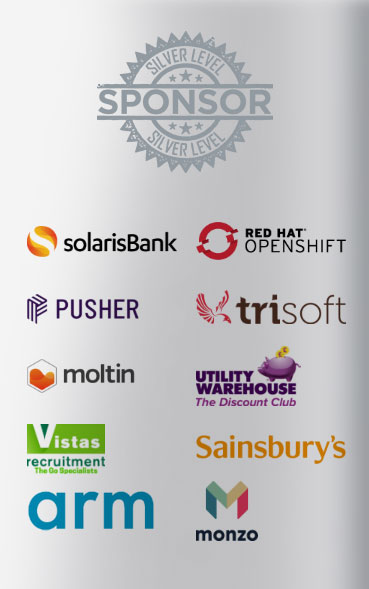 SILVER LEVEL
SPONSOR
SILVER LEVEL
solarisBank
RED HAT®
OPENSHIFT
PUSHER
trisoft
moltin
UTILITY
WAREHOUSE
The Discount Club
Vistas
recruitment
The Go Specialists
Sainsbury's
arm
monzo